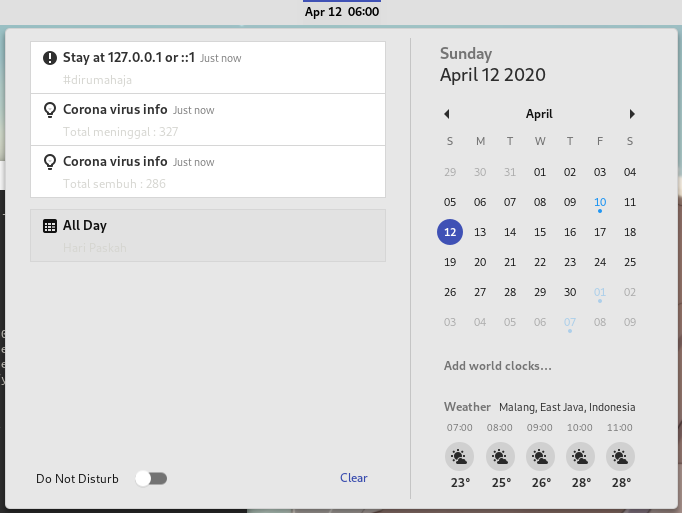 Apr 12 06:00
Stay at 127.0.0.1 or ::1 Just now
#dirumahaja
Corona virus info Just now
Total meninggal : 327
Corona virus info Just now
Total sembuh : 286
All Day
Hari Paskah
Do Not Disturb
Clear
Sunday
April 12 2020
April
S M T W T F S
29 30 31 01 02 03 04
05 06 07 08 09 10 11
12 13 14 15 16 17 18
19 20 21 22 23 24 25
26 27 28 29 30 01 02
03 04 05 06 07 08 09
Add world clocks...
Weather Malang, East Java, Indonesia
07:00 08:00 09:00 10:00 11:00
23° 25° 26° 28° 28°